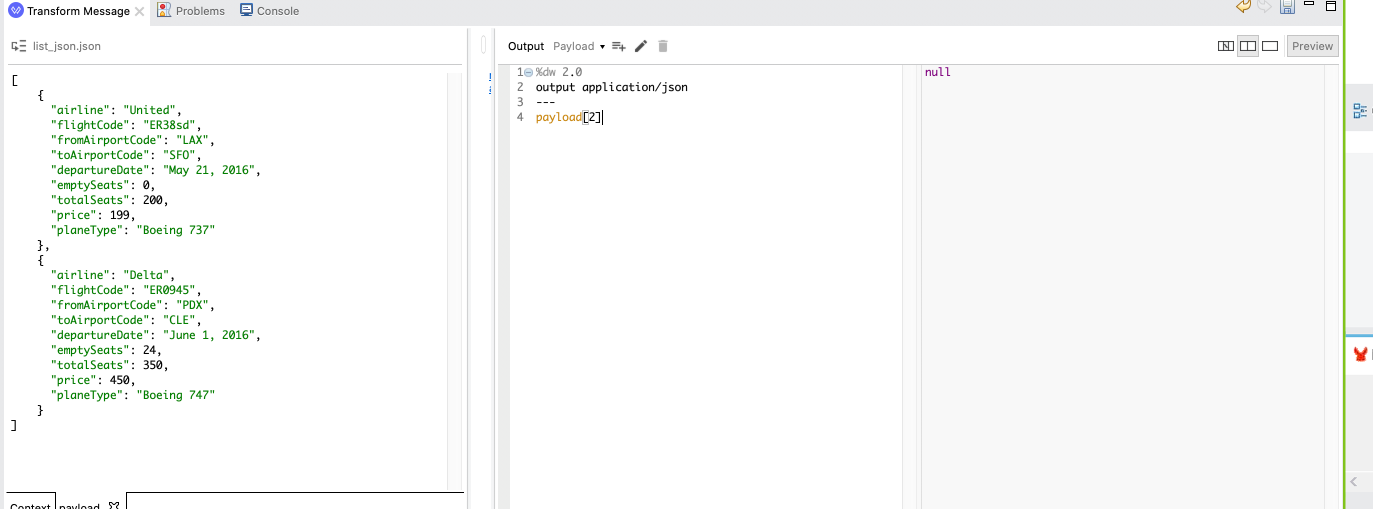 Transform Message
Problems
Console
list_json.json
Output Payload
Preview
[
{
"airline": "United",
"flightCode": "ER38sd",
"fromAirportCode": "LAX",
"toAirportCode": "SFO",
"departureDate": "May 21, 2016",
"emptySeats": 0,
"totalSeats": 200,
"price": 199,
"planeType": "Boeing 737"
},
{
"airline": "Delta",
"flightCode": "ER0945",
"fromAirportCode": "PDX",
"toAirportCode": "CLE",
"departureDate": "June 1, 2016",
"emptySeats": 24,
"totalSeats": 350,
"price": 450,
"planeType": "Boeing 747"
}
]
1 %dw 2.0
2 output application/json
3 ---
4 payload[2]
null
Context payload